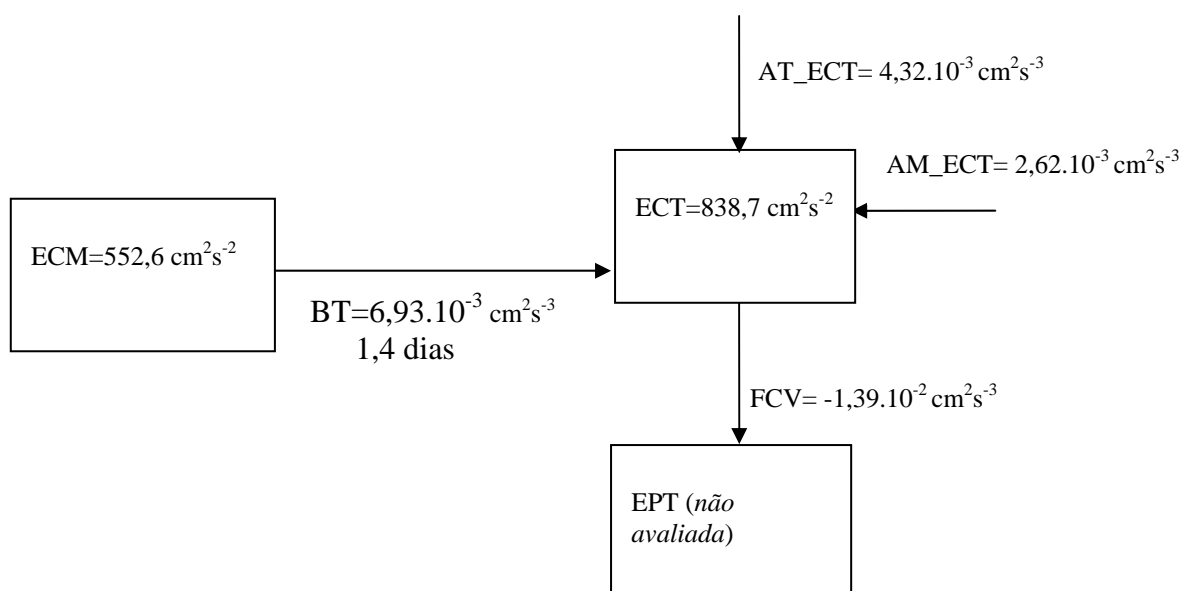 AT_ECT= 4,32.10⁻³ cm²s⁻³
AM_ECT= 2,62.10⁻³ cm²s⁻³
ECT=838,7 cm²s⁻²
ECM=552,6 cm²s⁻²
BT=6,93.10⁻³ cm²s⁻³
1,4 dias
FCV= -1,39.10⁻² cm²s⁻³
EPT (não
avaliada)